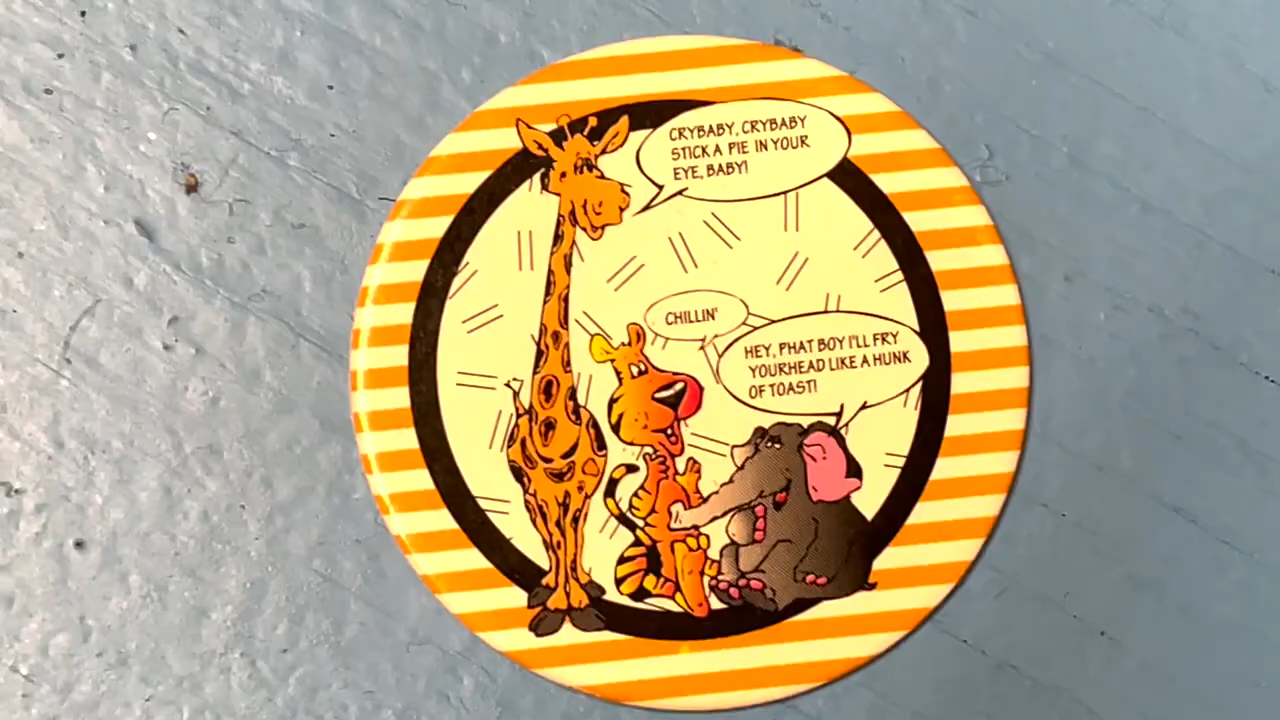 CRYBABY, CRYBABY
STICK A PIE IN YOUR
EYE, BABY!
CHILLIN'
HEY, PHAT BOY I'LL FRY
YOURHEAD LIKE A HUNK
OF TOAST!